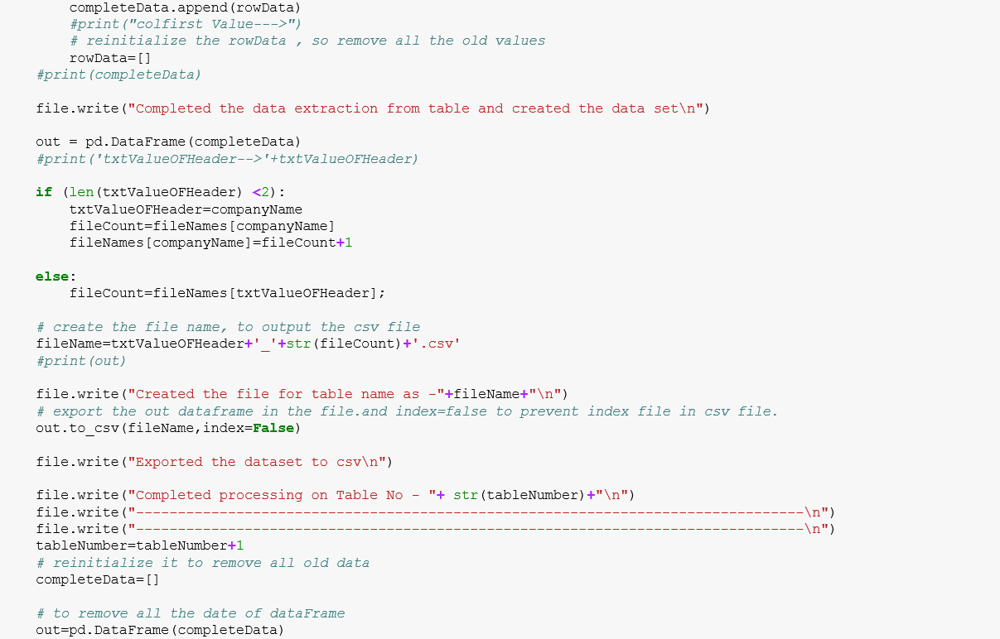 completeData.append(rowData)
#print("colfirst Value--->")
# reinitialize the rowData , so remove all the old values
rowData=[]
#print(completeData)
file.write("Completed the data extraction from table and created the data set\n")
out = pd.DataFrame(completeData)
#print('txtValueOFHeader-->'+txtValueOFHeader)
if (len(txtValueOFHeader) <2):
txtValueOFHeader=companyName
fileCount=fileNames[companyName]
fileNames[companyName]=fileCount+1
else:
fileCount=fileNames[txtValueOFHeader];
# create the file name, to output the csv file
fileName=txtValueOFHeader+'_'+str(fileCount)+'.csv'
#print(out)
file.write("Created the file for table name as -"+fileName+"\n")
# export the out dataframe in the file.and index=false to prevent index file in csv file.
out.to_csv(fileName,index=False)
file.write("Exported the dataset to csv\n")
file.write("Completed processing on Table No - "+ str(tableNumber)+"\n")
file.write("--------------------------------------------------------------------------------\n")
file.write("--------------------------------------------------------------------------------\n")
tableNumber=tableNumber+1
# reinitialize it to remove all old data
completeData=[]
# to remove all the date of dataFrame
out=pd.DataFrame(completeData)